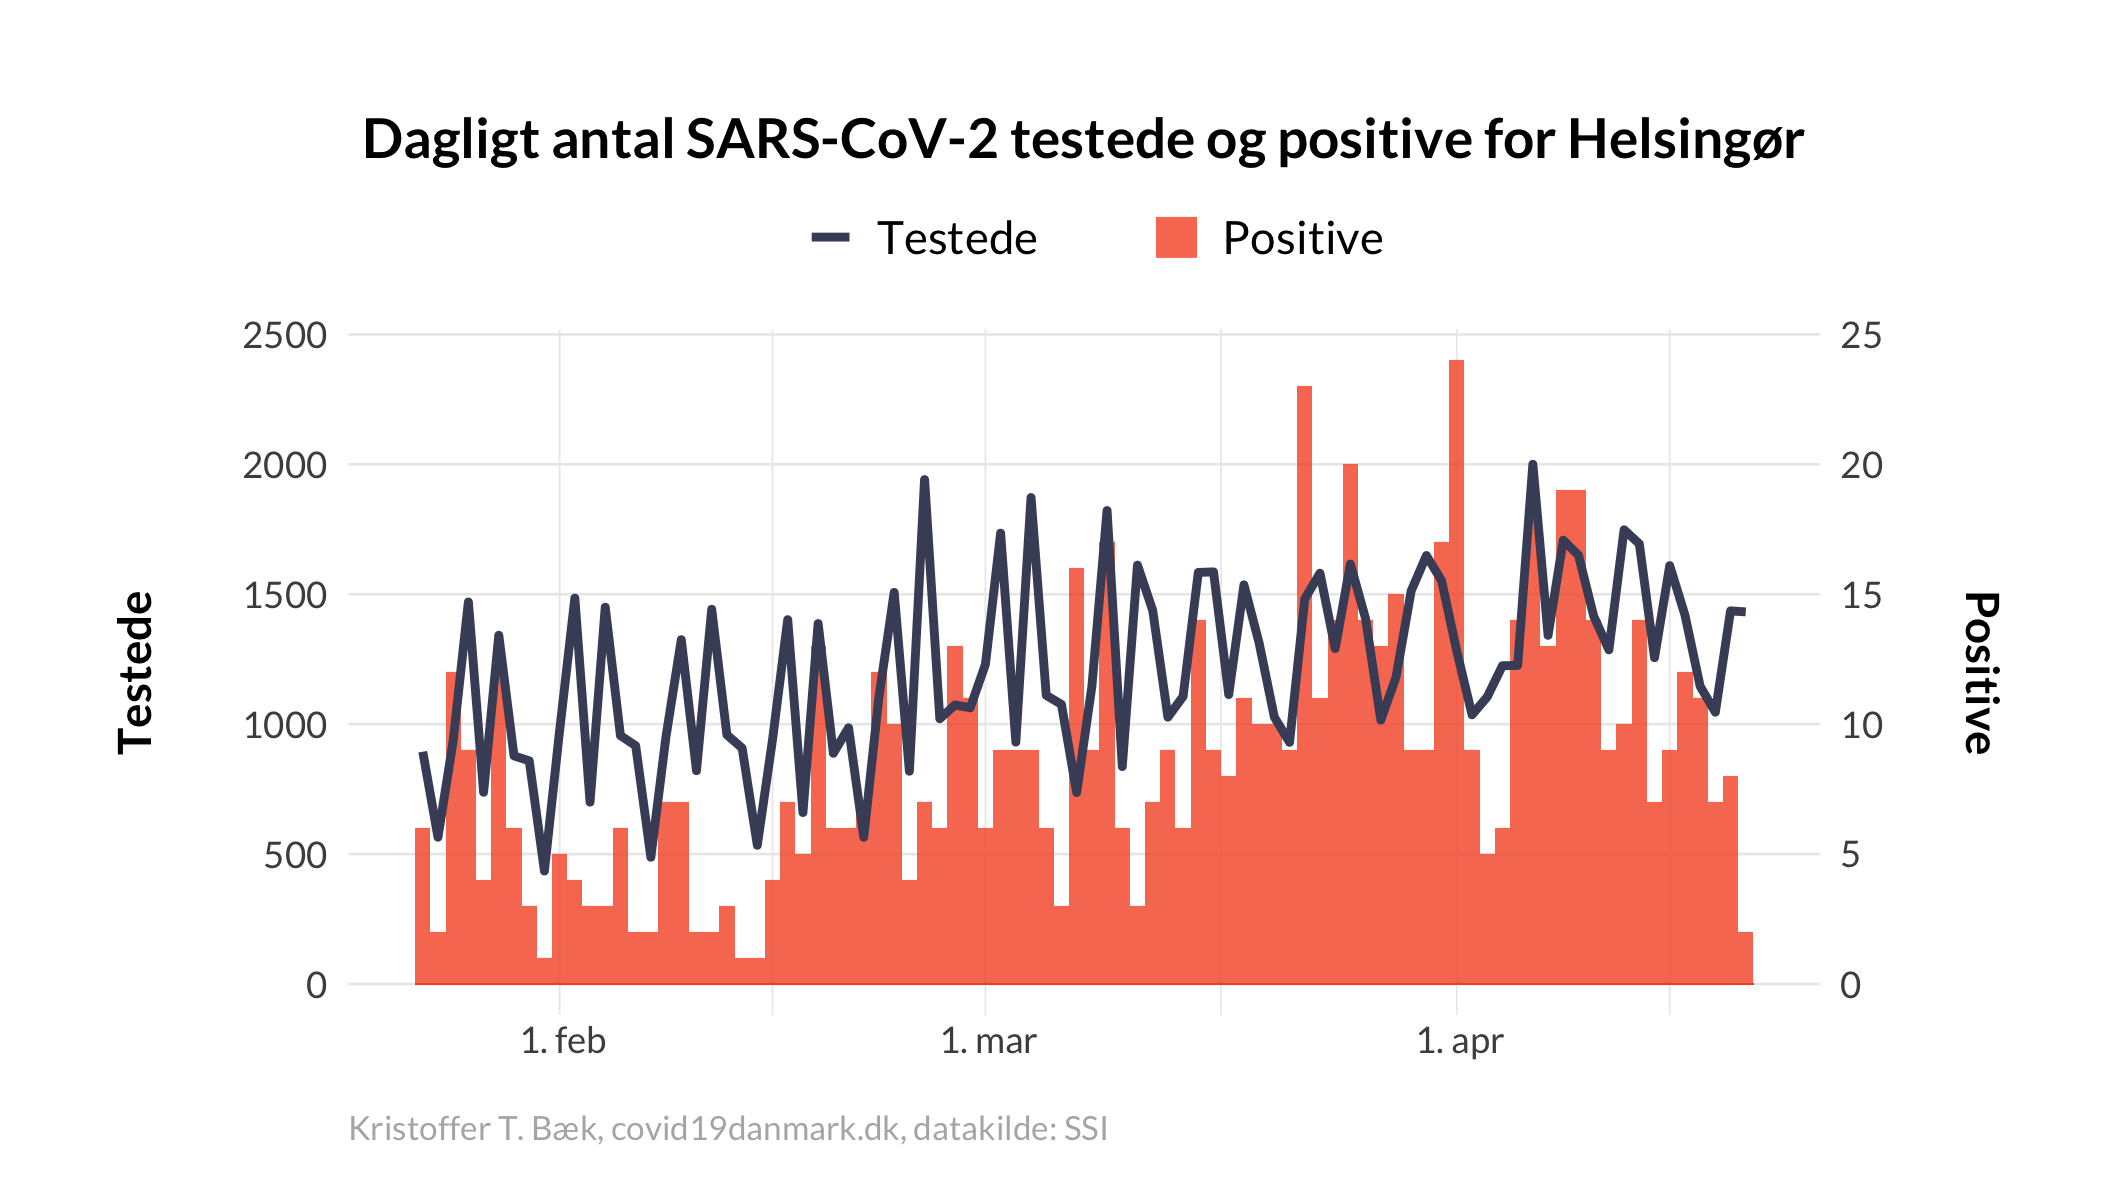 Dagligt antal SARS-CoV-2 testede og positive for Helsingør
Testede Positive
2500 25
2000 20
1500 15
1000 10
500 5
0 0
Testede
Positive
1. feb 1. mar 1. apr
Kristoffer T. Bæk, covid19danmark.dk, datakilde: SSI